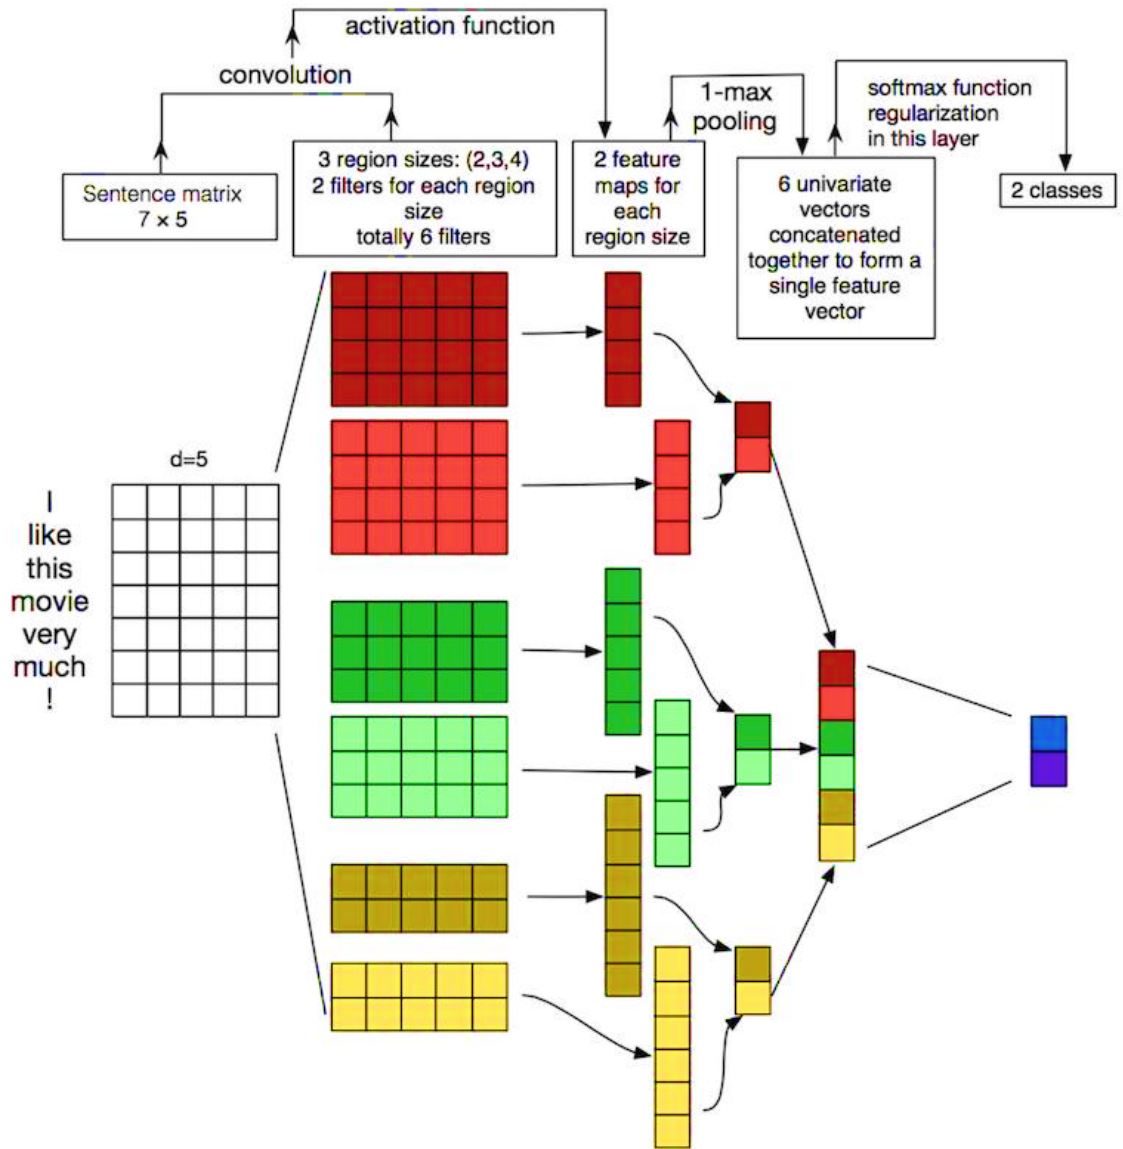 activation function
convolution
1-max
pooling
softmax function
regularization
in this layer
Sentence matrix
7 × 5
3 region sizes: (2,3,4)
2 filters for each region
size
totally 6 filters
2 feature
maps for
each
region size
6 univariate
vectors
concatenated
together to form a
single feature
vector
2 classes
d=5
I
like
this
movie
very
much
!